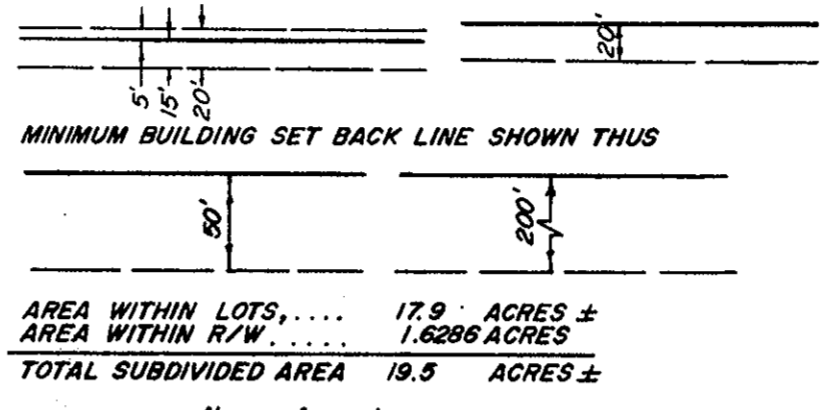 5' 15' 20' 20'
MINIMUM BUILDING SET BACK LINE SHOWN THUS
50' 200'
AREA WITHIN LOTS,.... 17.9 ACRES ±
AREA WITHIN R/W..... 1.6286 ACRES
TOTAL SUBDIVIDED AREA 19.5 ACRES ±